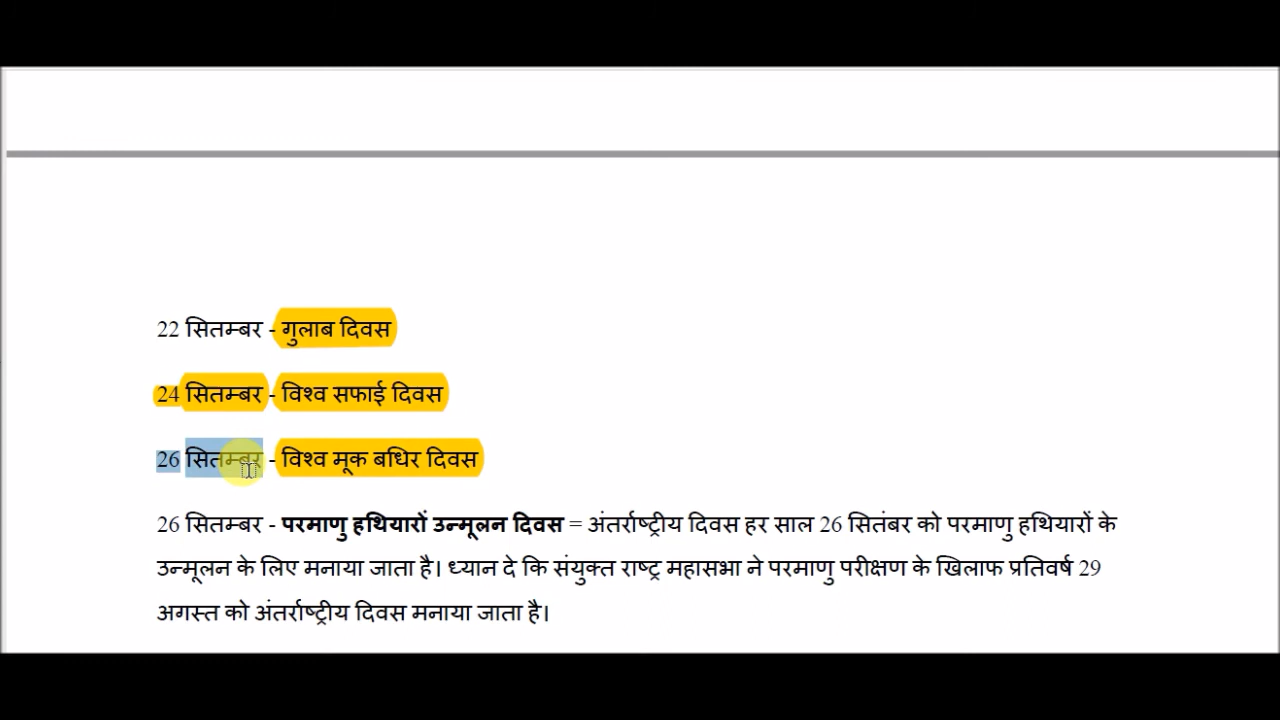 22 सितम्बर - गुलाब दिवस
24 सितम्बर - विश्व सफाई दिवस
26 सितम्बर - विश्व मूक बधिर दिवस
26 सितम्बर - परमाणु हथियारों उन्मूलन दिवस = अंतर्राष्ट्रीय दिवस हर साल 26 सितंबर को परमाणु हथियारों के
उन्मूलन के लिए मनाया जाता है। ध्यान दे कि संयुक्त राष्ट्र महासभा ने परमाणु परीक्षण के खिलाफ प्रतिवर्ष 29
अगस्त को अंतर्राष्ट्रीय दिवस मनाया जाता है।